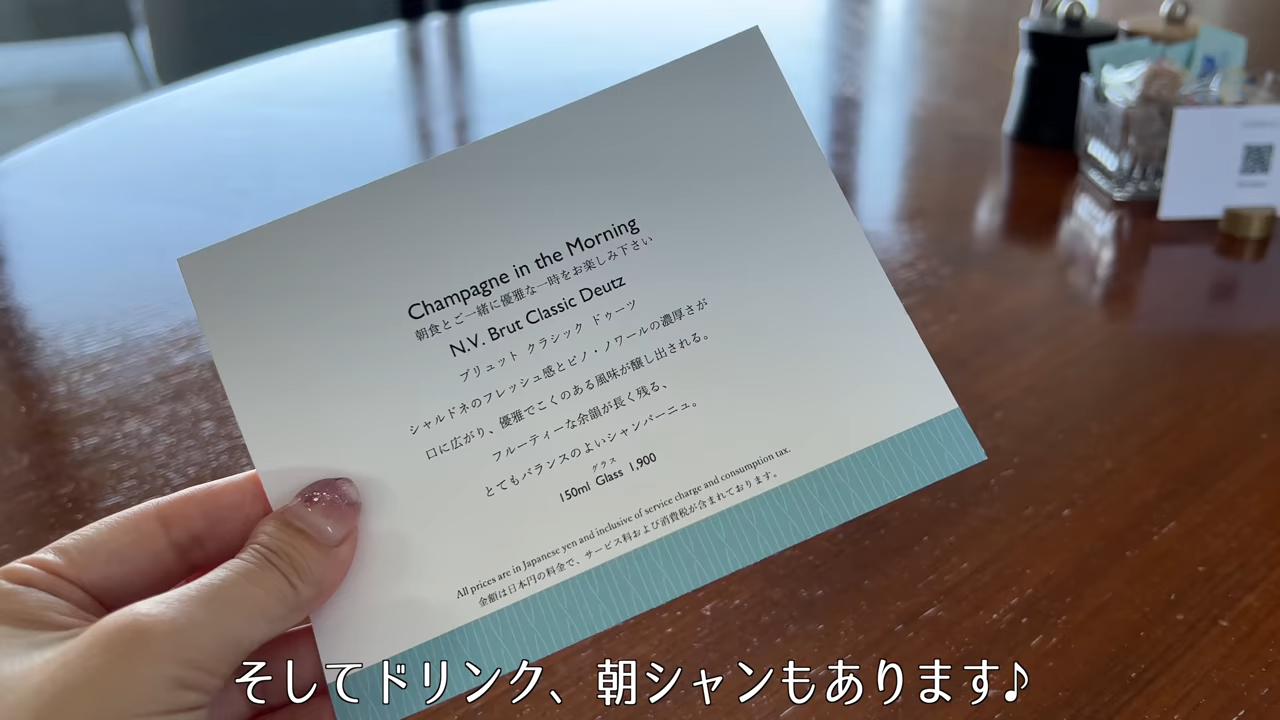 Champagne in the Morning
朝食とご一緒に優雅な一時をお楽しみ下さい
N.V. Brut Classic Deutz
ブリュット クラシック ドゥーツ
シャルドネのフレッシュ感とピノ・ノワールの濃厚さが
口に広がり、優雅でこくのある風味が醸し出される。
フルーティーな余韻が長く残る、
とてもバランスのよいシャンパーニュ。
グラス
150ml Glass 1,900
All prices are in Japanese yen and inclusive of service charge and consumption tax.
金額は日本円の料金で、サービス料および消費税が含まれております。
そしてドリンク、朝シャンもあります♪